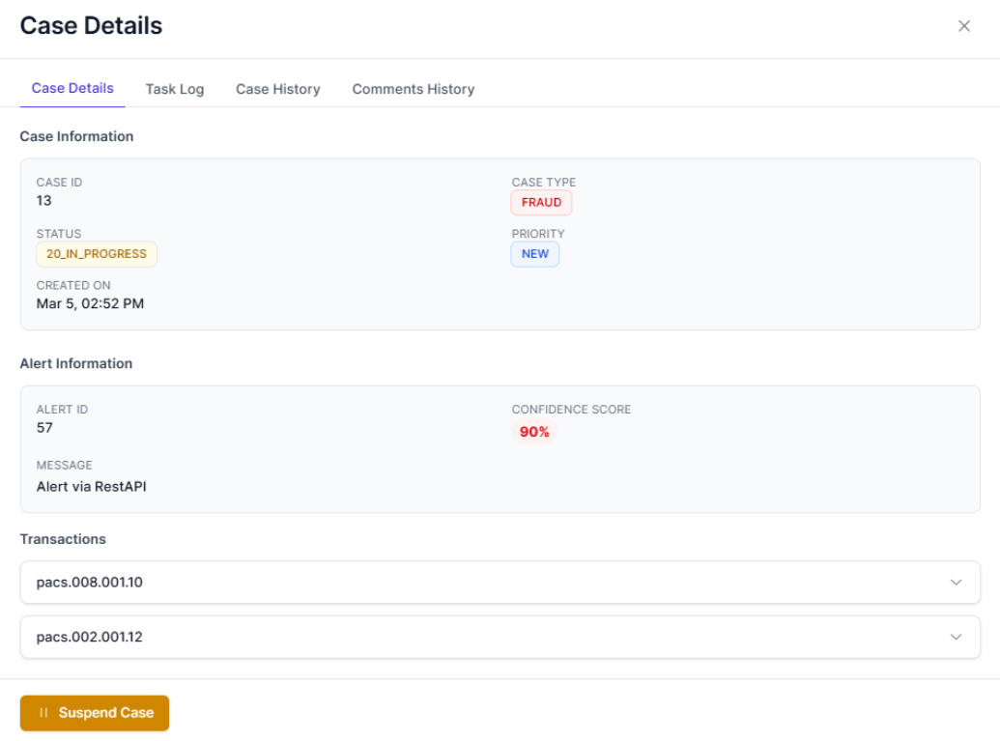 Case Details
Case Details Task Log Case History Comments History
Case Information
CASE ID CASE TYPE
13 FRAUD
STATUS PRIORITY
20_IN_PROGRESS NEW
CREATED ON
Mar 5, 02:52 PM
Alert Information
ALERT ID CONFIDENCE SCORE
57 90%
MESSAGE
Alert via RestAPI
Transactions
pacs.008.001.10
pacs.002.001.12
Suspend Case